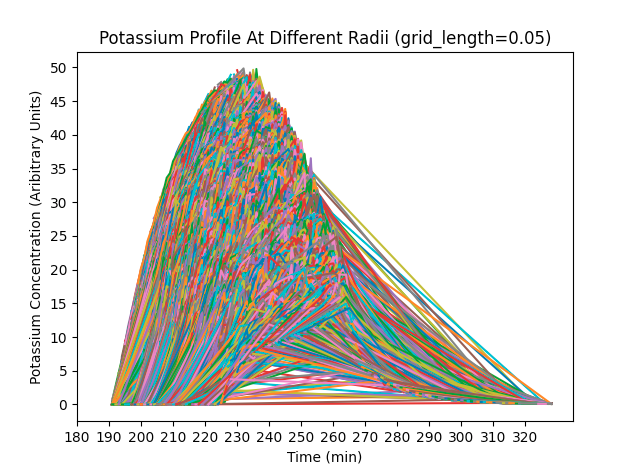 Potassium Profile At Different Radii (grid_length=0.05)
50
45
40
35
30
25
20
15
10
5
0
Potassium Concentration (Aribitrary Units)
180 190 200 210 220 230 240 250 260 270 280 290 300 310 320
Time (min)